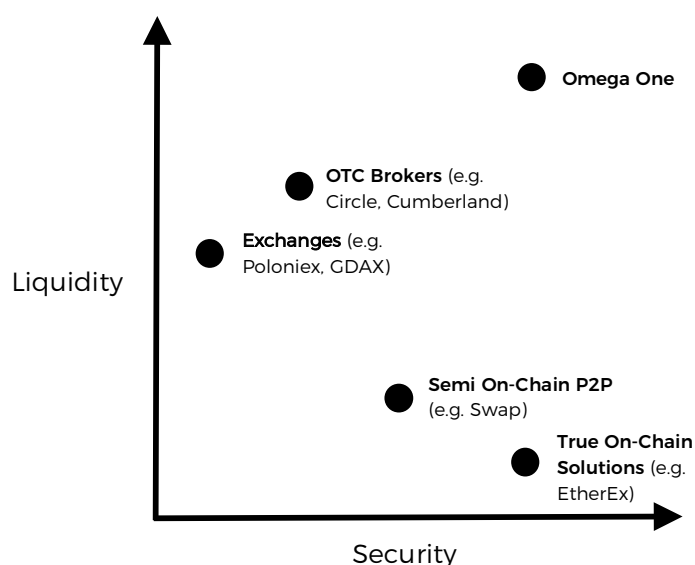 Omega One
OTC Brokers (e.g.
Circle, Cumberland)
Exchanges (e.g.
Poloniex, GDAX)
Liquidity
Semi On-Chain P2P
(e.g. Swap)
True On-Chain
Solutions (e.g.
EtherEx)
Security